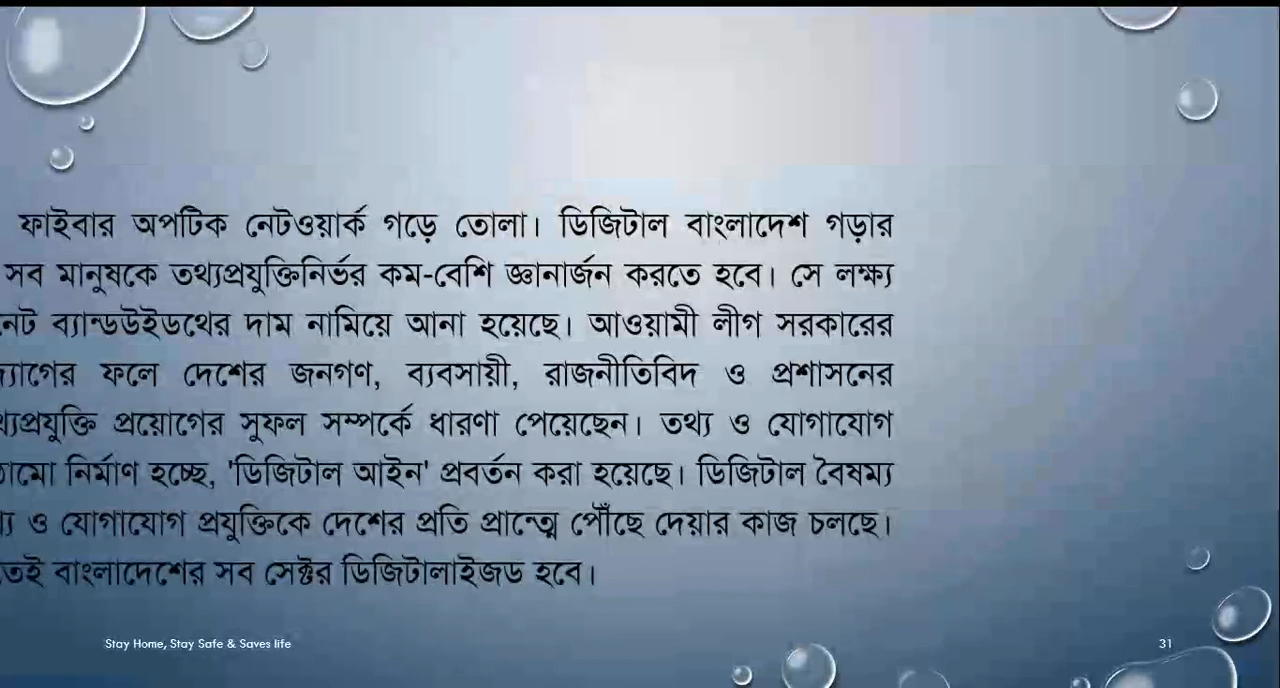 ফাইবার অপটিক নেটওয়ার্ক গড়ে তোলা। ডিজিটাল বাংলাদেশ গড়ার
সব মানুষকে তথ্যপ্রযুক্তিনির্ভর কম-বেশি জ্ঞানার্জন করতে হবে। সে লক্ষ্য
ব্যান্ডউইডথের দাম নামিয়ে আনা হয়েছে। আওয়ামী লীগ সরকারের
ফলে দেশের জনগণ, ব্যবসায়ী, রাজনীতিবিদ ও প্রশাসনের
প্রয়োগের সুফল সম্পর্কে ধারণা পেয়েছেন। তথ্য ও যোগাযোগ
নির্মাণ হচ্ছে, 'ডিজিটাল আইন' প্রবর্তন করা হয়েছে। ডিজিটাল বৈষম্য
ও যোগাযোগ প্রযুক্তিকে দেশের প্রতি প্রান্ত্মে পৌঁছে দেয়ার কাজ চলছে।
বাংলাদেশের সব সেক্টর ডিজিটালাইজড হবে।
Stay Home, Stay Safe & Saves life
31